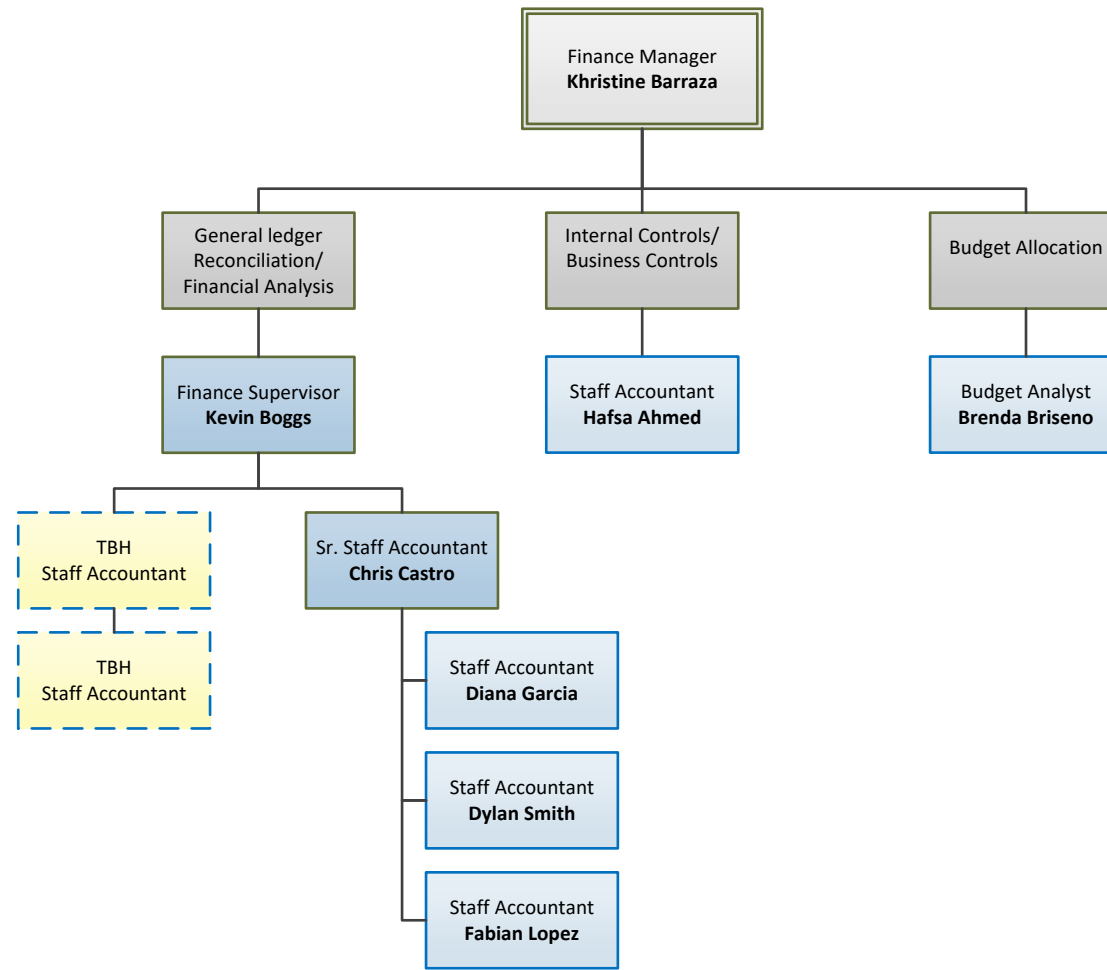 Finance Manager
Khristine Barraza
General ledger
Reconciliation/
Financial Analysis
Internal Controls/
Business Controls
Budget Allocation
Finance Supervisor
Kevin Boggs
Staff Accountant
Hafsa Ahmed
Budget Analyst
Brenda Briseno
TBH
Staff Accountant
Sr. Staff Accountant
Chris Castro
TBH
Staff Accountant
Staff Accountant
Diana Garcia
Staff Accountant
Dylan Smith
Staff Accountant
Fabian Lopez